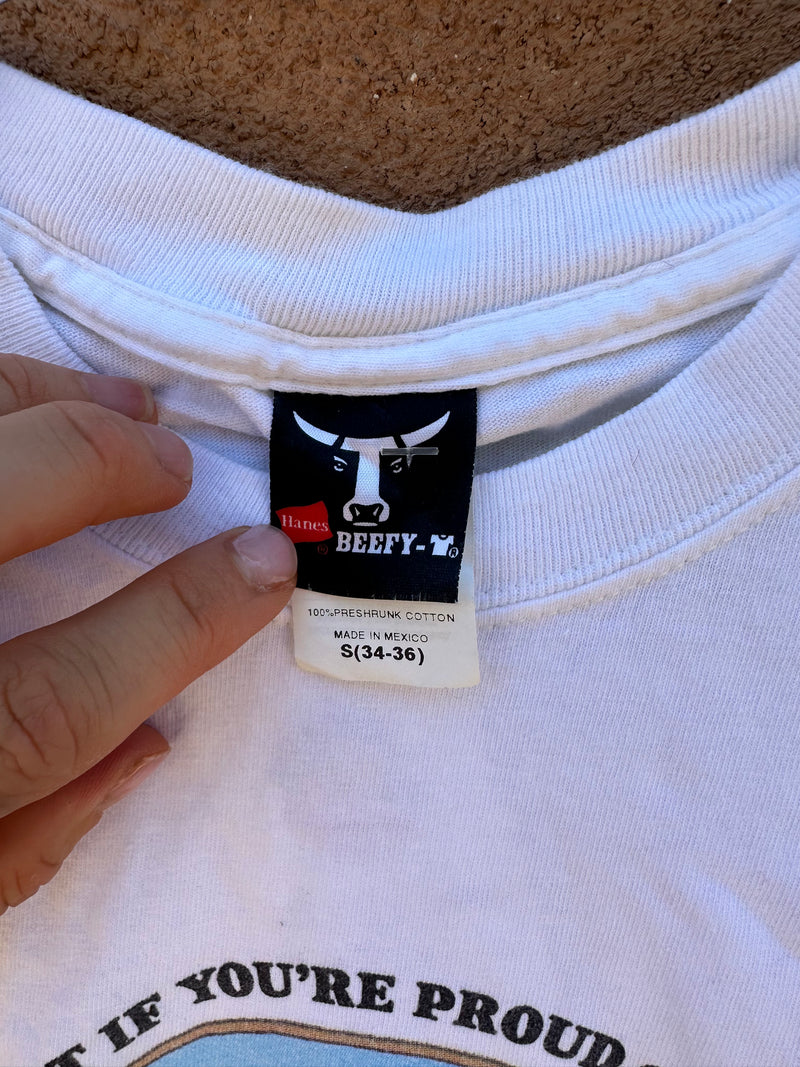 Hanes
®
BEEFY-T®
100%PRESHRUNK COTTON
MADE IN MEXICO
S(34-36)
IF YOU'RE PROUD